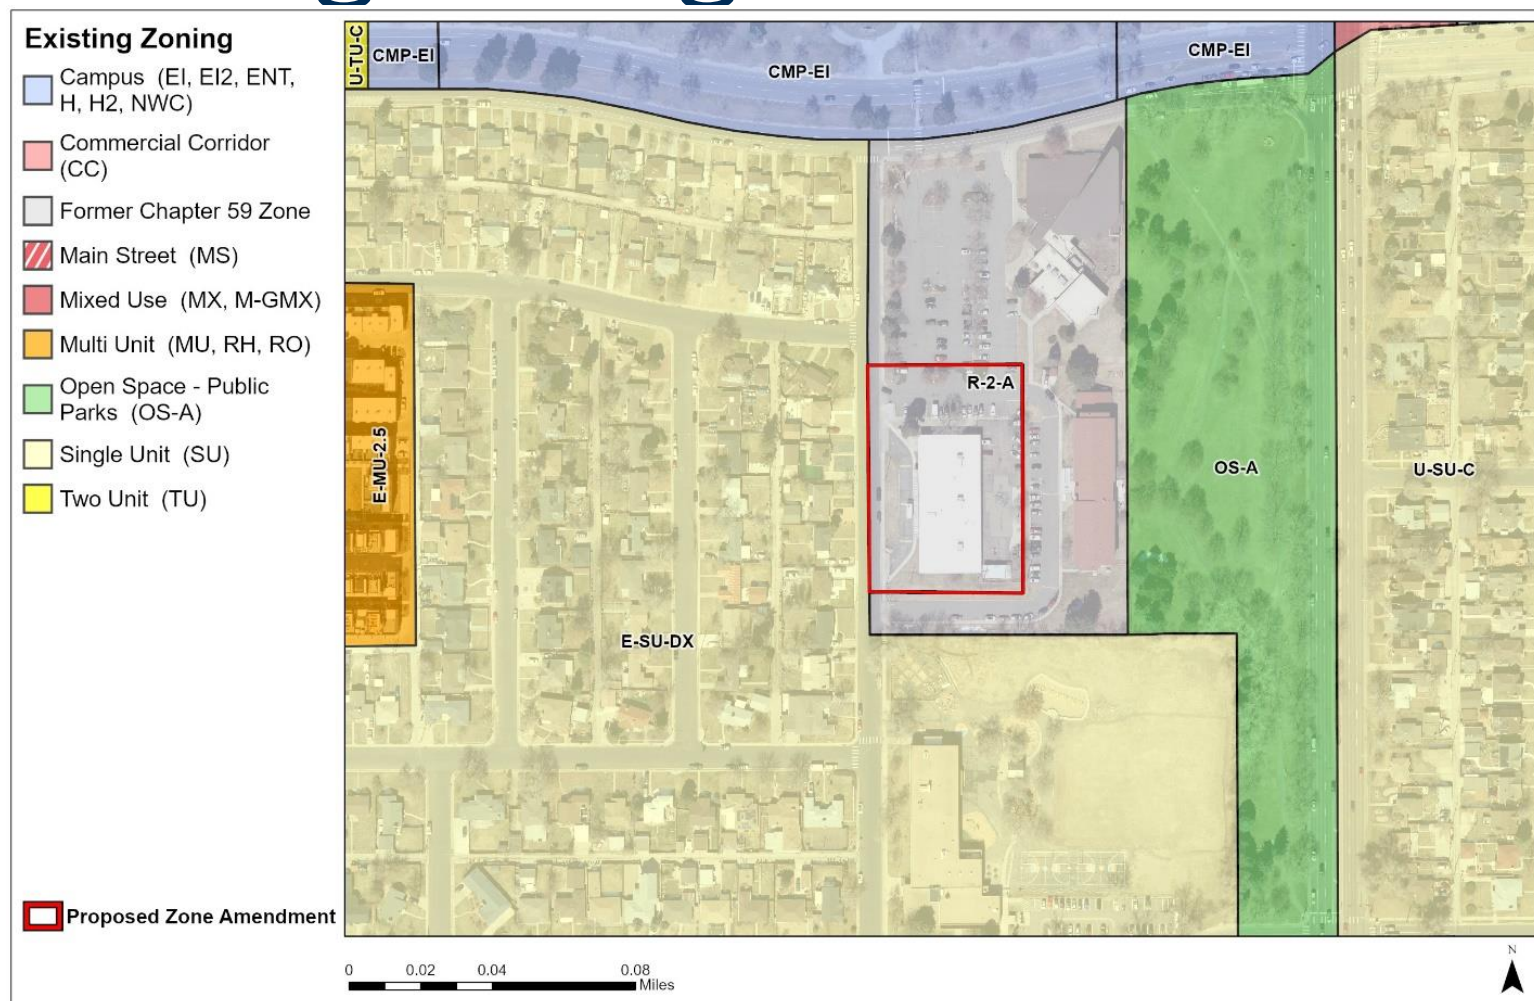 Existing Zoning
Campus (EI, EI2, ENT,
H, H2, NWC)
Commercial Corridor
(CC)
Former Chapter 59 Zone
Main Street (MS)
Mixed Use (MX, M-GMX)
Multi Unit (MU, RH, RO)
Open Space - Public
Parks (OS-A)
Single Unit (SU)
Two Unit (TU)
Proposed Zone Amendment
U-TU-C
CMP-EI
CMP-EI
CMP-EI
R-2-A
E-MU-2.5
OS-A
U-SU-C
E-SU-DX
0 0.02 0.04 0.08
Miles
N